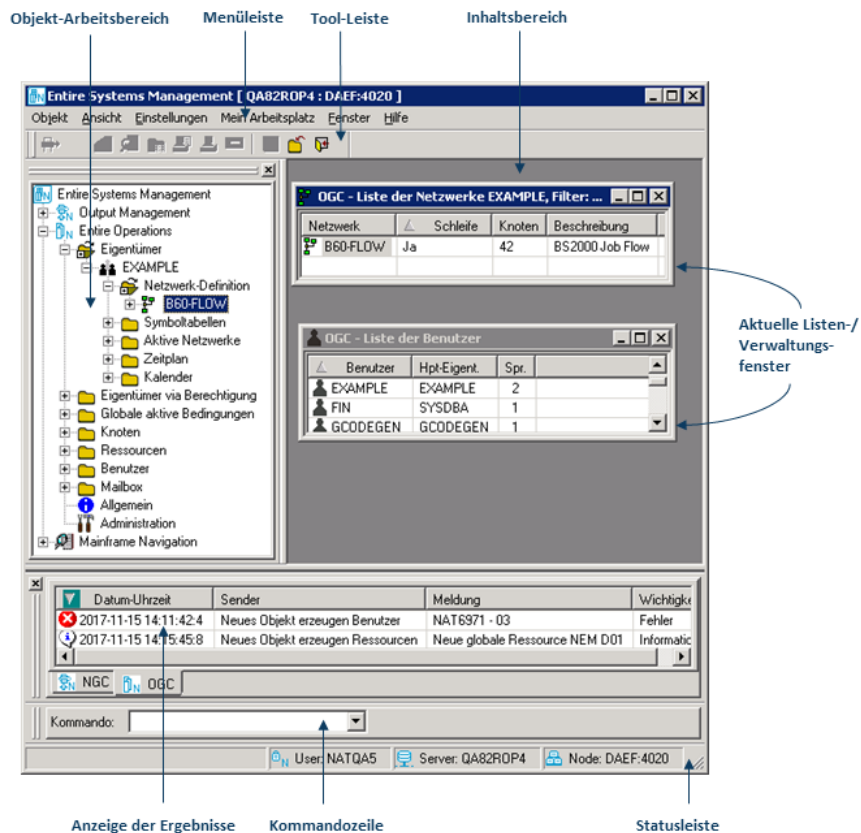 Objekt-Arbeitsbereich Menüleiste Tool-Leiste Inhaltsbereich
Entire Systems Management [ QA82ROP4 : DAEF:4020 ]
Objekt Ansicht Einstellungen Mein Arbeitsplatz Fenster Hilfe
Entire Systems Management
Output Management
Entire Operations
Eigentümer
EXAMPLE
Netzwerk-Definition
B60-FLOW
Symboltabellen
Aktive Netzwerke
Zeitplan
Kalender
Eigentümer via Berechtigung
Globale aktive Bedingungen
Knoten
Ressourcen
Benutzer
Mailbox
Allgemein
Administration
Mainframe Navigation
OGC - Liste der Netzwerke EXAMPLE, Filter: ...
Netzwerk Schleife Knoten Beschreibung
B60-FLOW Ja 42 BS2000 Job Flow
OGC - Liste der Benutzer
Benutzer Hpt-Eigent. Spr.
EXAMPLE EXAMPLE 2
FIN SYSDBA 1
GCODEGEN GCODEGEN 1
Aktuelle Listen-/
Verwaltungs-
fenster
Datum-Uhrzeit Sender Meldung Wichtigke
2017-11-15 14:11:42:4 Neues Objekt erzeugen Benutzer NAT6971 - 03 Fehler
2017-11-15 14:15:45:8 Neues Objekt erzeugen Ressourcen Neue globale Ressource NEM D01 Informatic
NGC OGC
Kommando:
User: NATQA5 Server: QA82ROP4 Node: DAEF:4020
Anzeige der Ergebnisse Kommandozeile Statusleiste